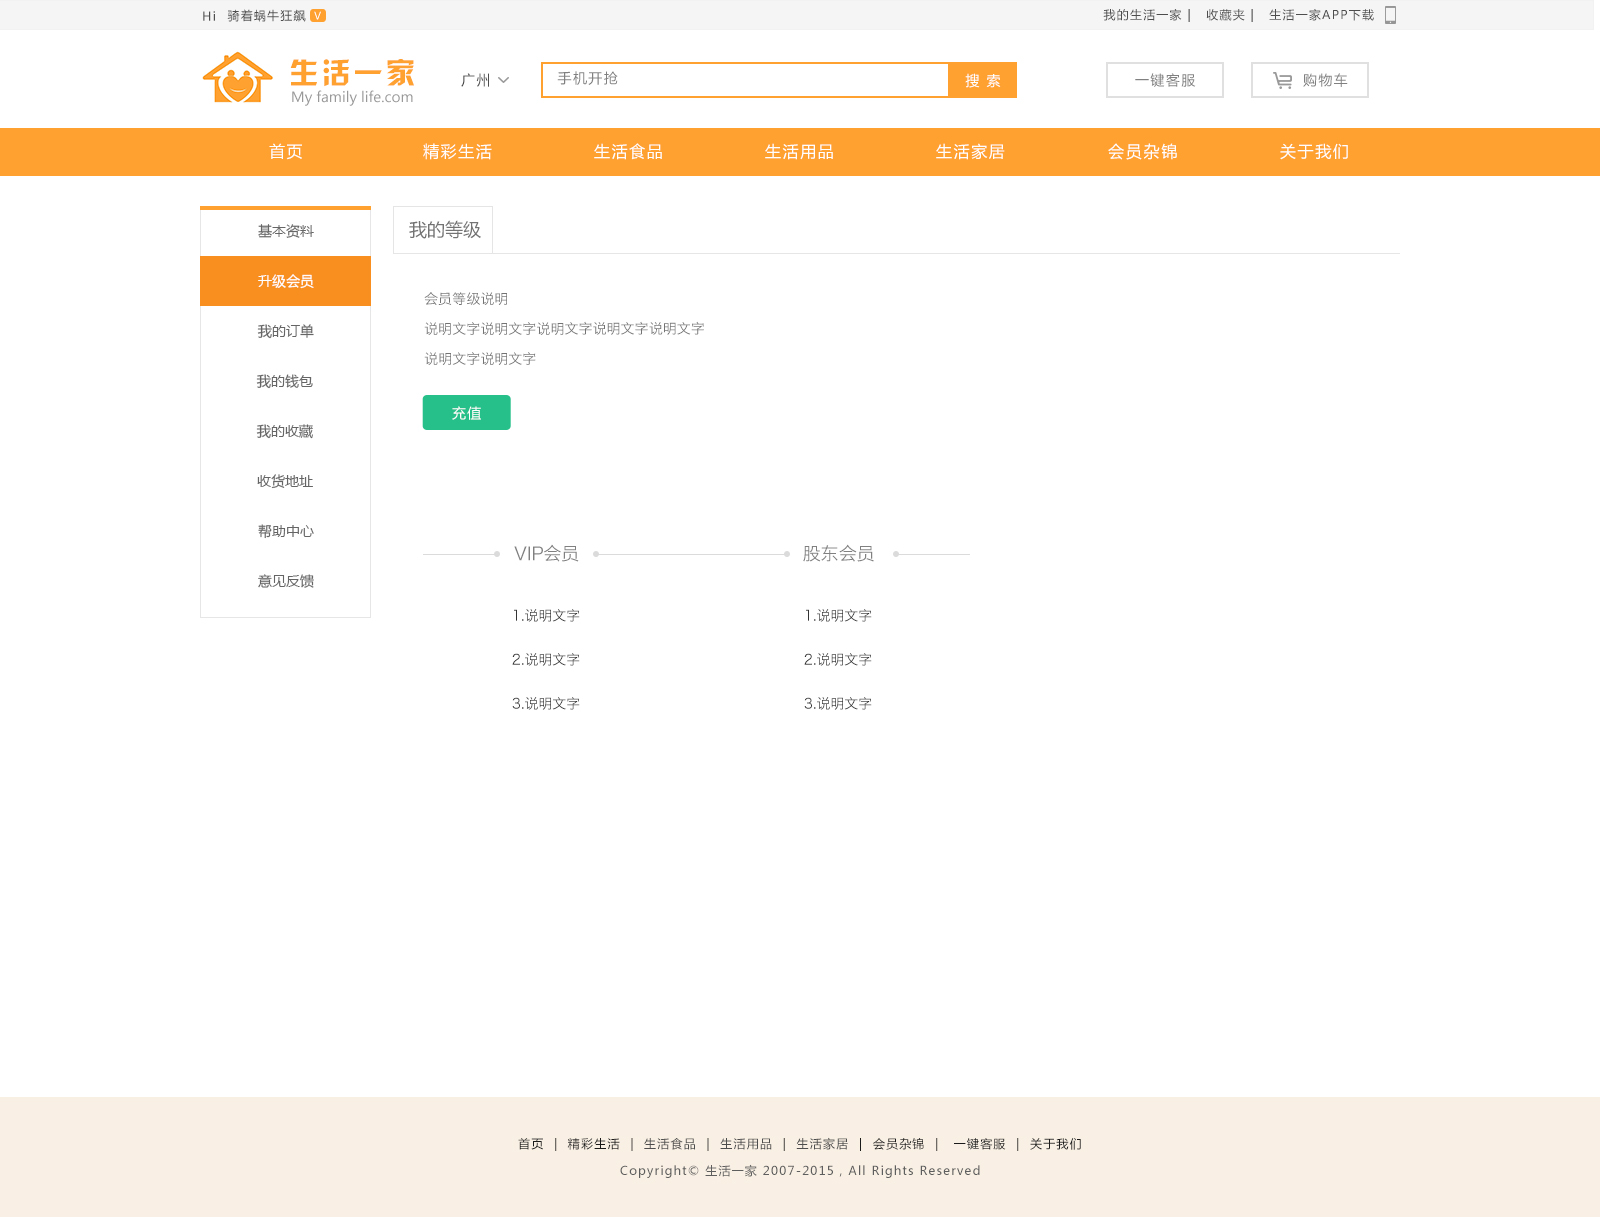 Hi 骑着蜗牛狂飙 V
我的生活一家 | 收藏夹 | 生活一家APP下载
生活一家
My family life.com
广州
手机开抢
搜 索
一键客服
购物车
首页 精彩生活 生活食品 生活用品 生活家居 会员杂锦 关于我们
基本资料
升级会员
我的订单
我的钱包
我的收藏
收货地址
帮助中心
意见反馈
我的等级
会员等级说明
说明文字说明文字说明文字说明文字说明文字
说明文字说明文字
充值
VIP会员 股东会员
1.说明文字 1.说明文字
2.说明文字 2.说明文字
3.说明文字 3.说明文字
首页 | 精彩生活 | 生活食品 | 生活用品 | 生活家居 | 会员杂锦 | 一键客服 | 关于我们
Copyright© 生活一家 2007-2015 , All Rights Reserved